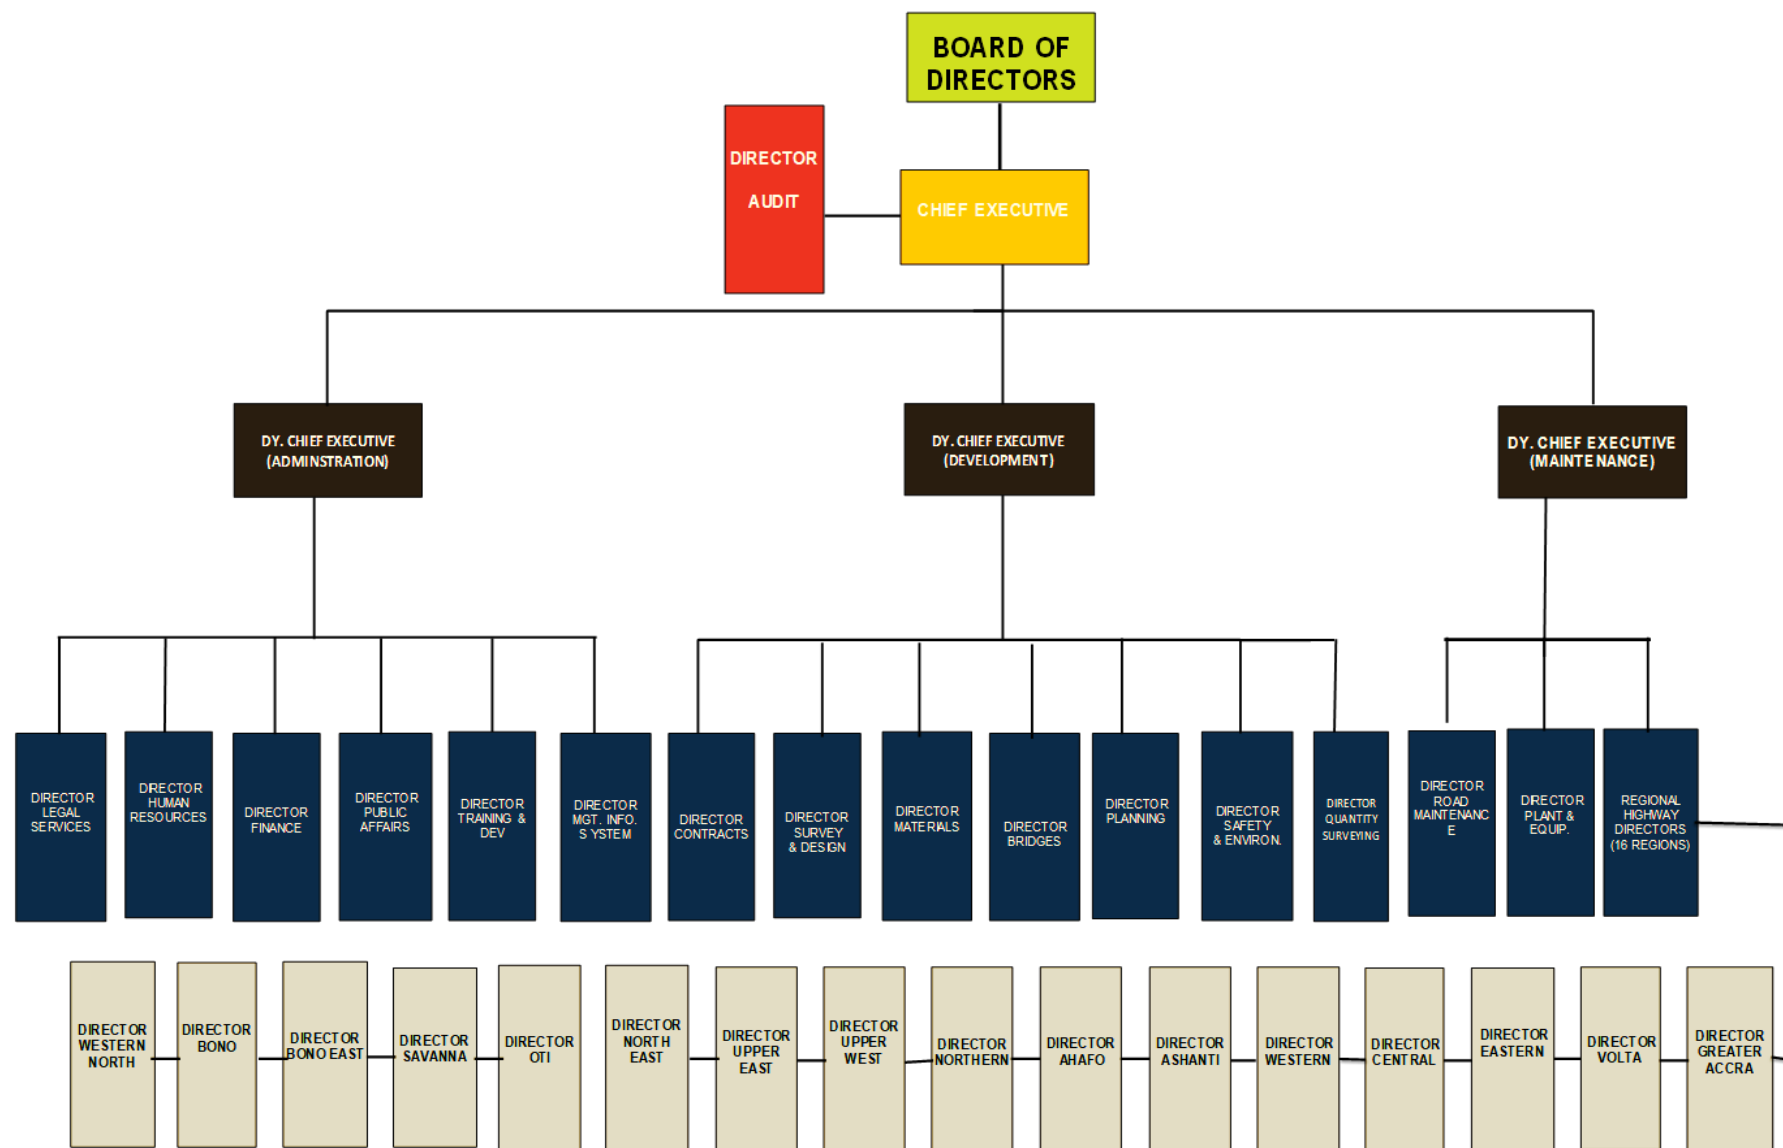 BOARD OF
DIRECTORS
DIRECTOR
AUDIT
CHIEF EXECUTIVE
DY. CHIEF EXECUTIVE
(ADMINSTRATION)
DY. CHIEF EXECUTIVE
(DEVELOPMENT)
DY. CHIEF EXECUTIVE
(MAINTENANCE)
DIRECTOR
LEGAL
SERVICES
DIRECTOR
HUMAN
RESOURCES
DIRECTOR
FINANCE
DIRECTOR
PUBLIC
AFFAIRS
DIRECTOR
TRAINING &
DEV
DIRECTOR
MGT. INFO.
SYSTEM
DIRECTOR
CONTRACTS
DIRECTOR
SURVEY
& DESIGN
DIRECTOR
MATERIALS
DIRECTOR
BRIDGES
DIRECTOR
PLANNING
DIRECTOR
SAFETY
& ENVIRON.
DIRECTOR
QUANTITY
SURVEYING
DIRECTOR
ROAD
MAINTENANC
E
DIRECTOR
PLANT &
EQUIP.
REGIONAL
HIGHWAY
DIRECTORS
(16 REGIONS)
DIRECTOR
WESTERN
NORTH
DIRECTOR
BONO
DIRECTOR
BONO EAST
DIRECTOR
SAVANNA
DIRECTOR
OTI
DIRECTOR
NORTH
EAST
DIRECTOR
UPPER
EAST
DIRECTOR
UPPER
WEST
DIRECTOR
NORTHERN
DIRECTOR
AHAFO
DIRECTOR
ASHANTI
DIRECTOR
WESTERN
DIRECTOR
CENTRAL
DIRECTOR
EASTERN
DIRECTOR
VOLTA
DIRECTOR
GREATER
ACCRA